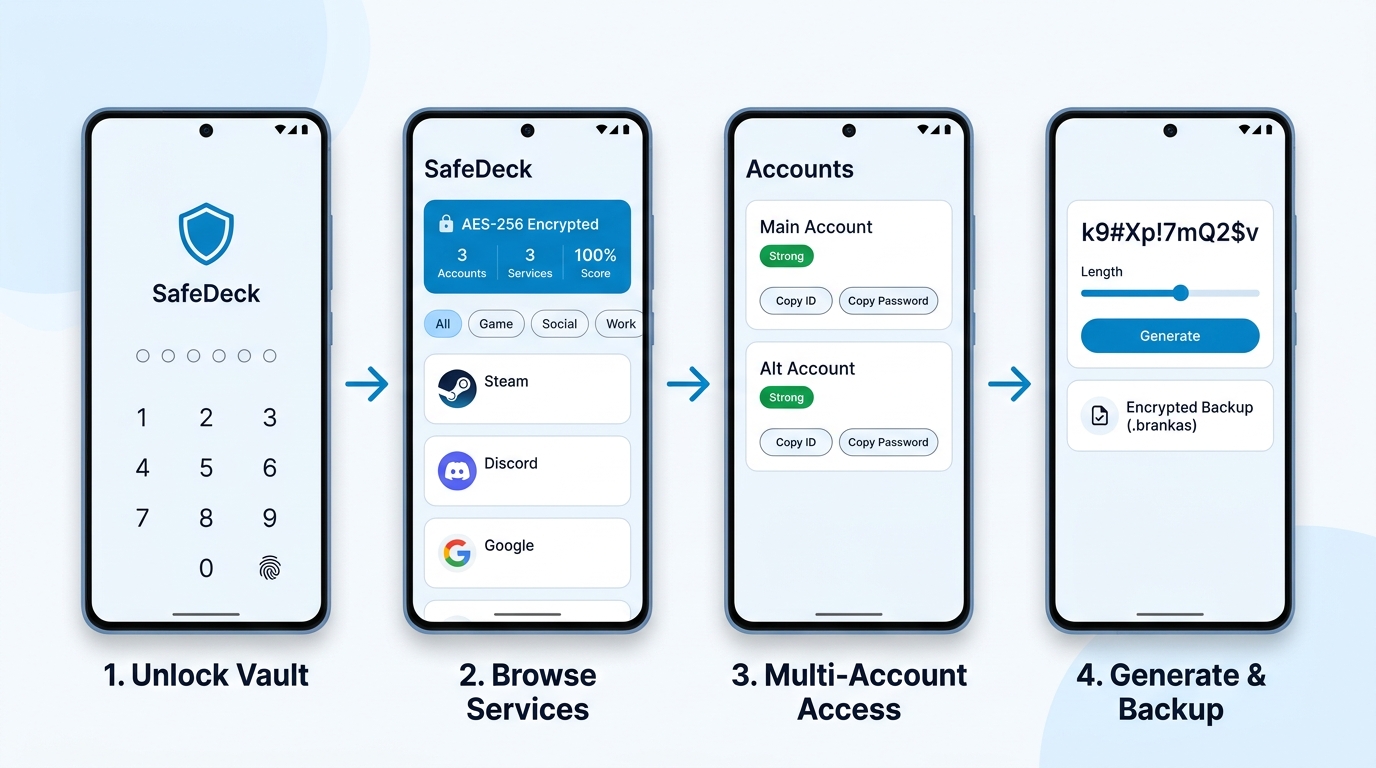 SafeDeck
1 2 3
4 5 6
7 8 9
0
1. Unlock Vault
SafeDeck
AES-256 Encrypted
3 3 100%
Accounts Services Score
All Game Social Work
Steam
Discord
Google
2. Browse
Services
Accounts
Main Account
Strong
Copy ID Copy Password
Alt Account
Strong
Copy ID Copy Password
3. Multi-Account
Access
k9#Xp!7mQ2$v
Length
Generate
Encrypted Backup
(.brankas)
4. Generate &
Backup